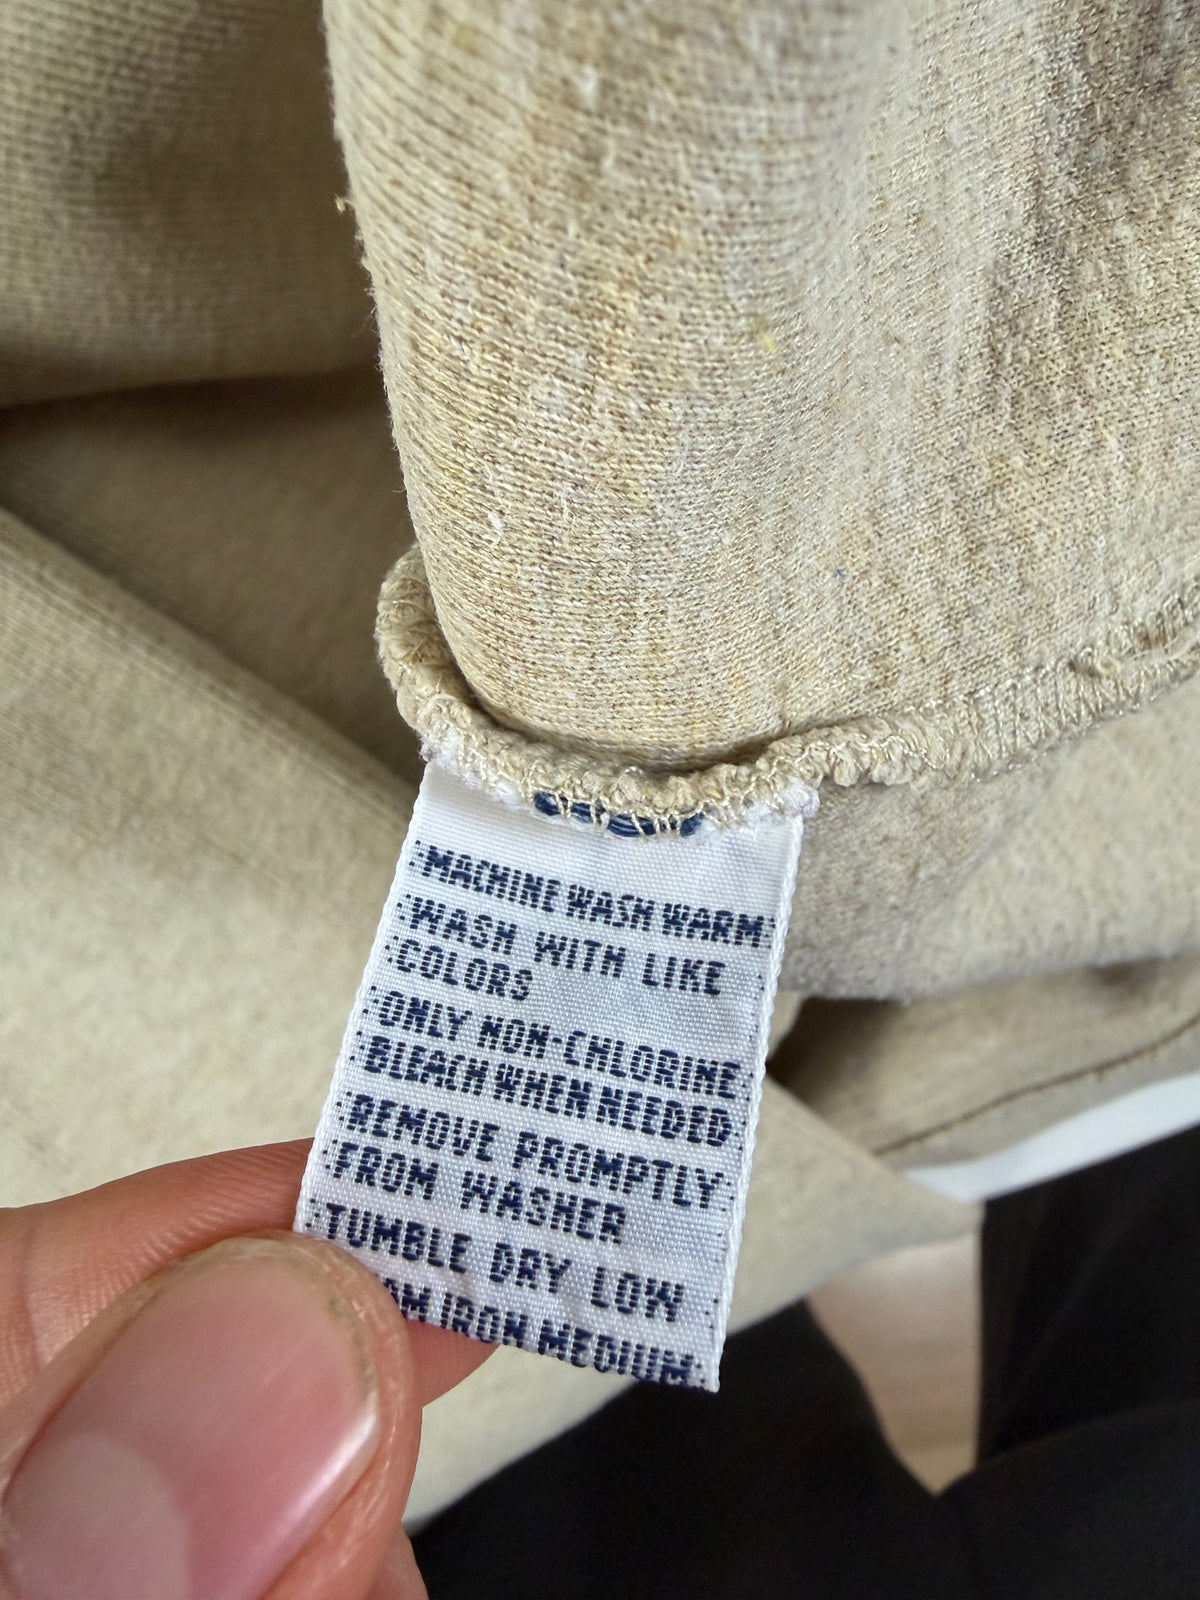 MACHINE WASH WARM
WASH WITH LIKE
COLORS
ONLY NON-CHLORINE
BLEACH WHEN NEEDED
REMOVE PROMPTLY
FROM WASHER
TUMBLE DRY LOW
IRON MEDIUM